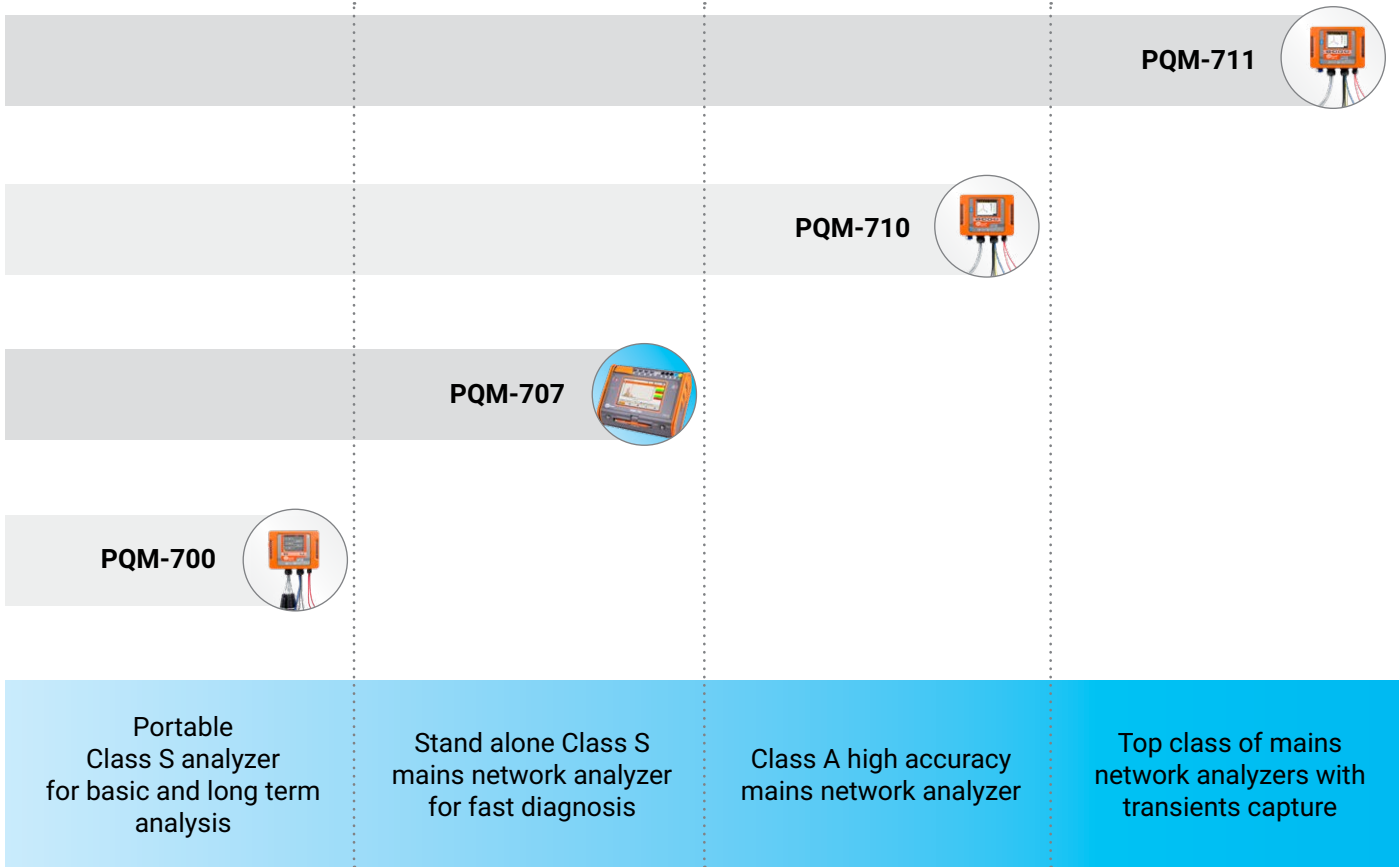 PQM-711
PQM-710
PQM-707
PQM-700
Portable
Class S analyzer
for basic and long term
analysis
Stand alone Class S
mains network analyzer
for fast diagnosis
Class A high accuracy
mains network analyzer
Top class of mains
network analyzers with
transients capture